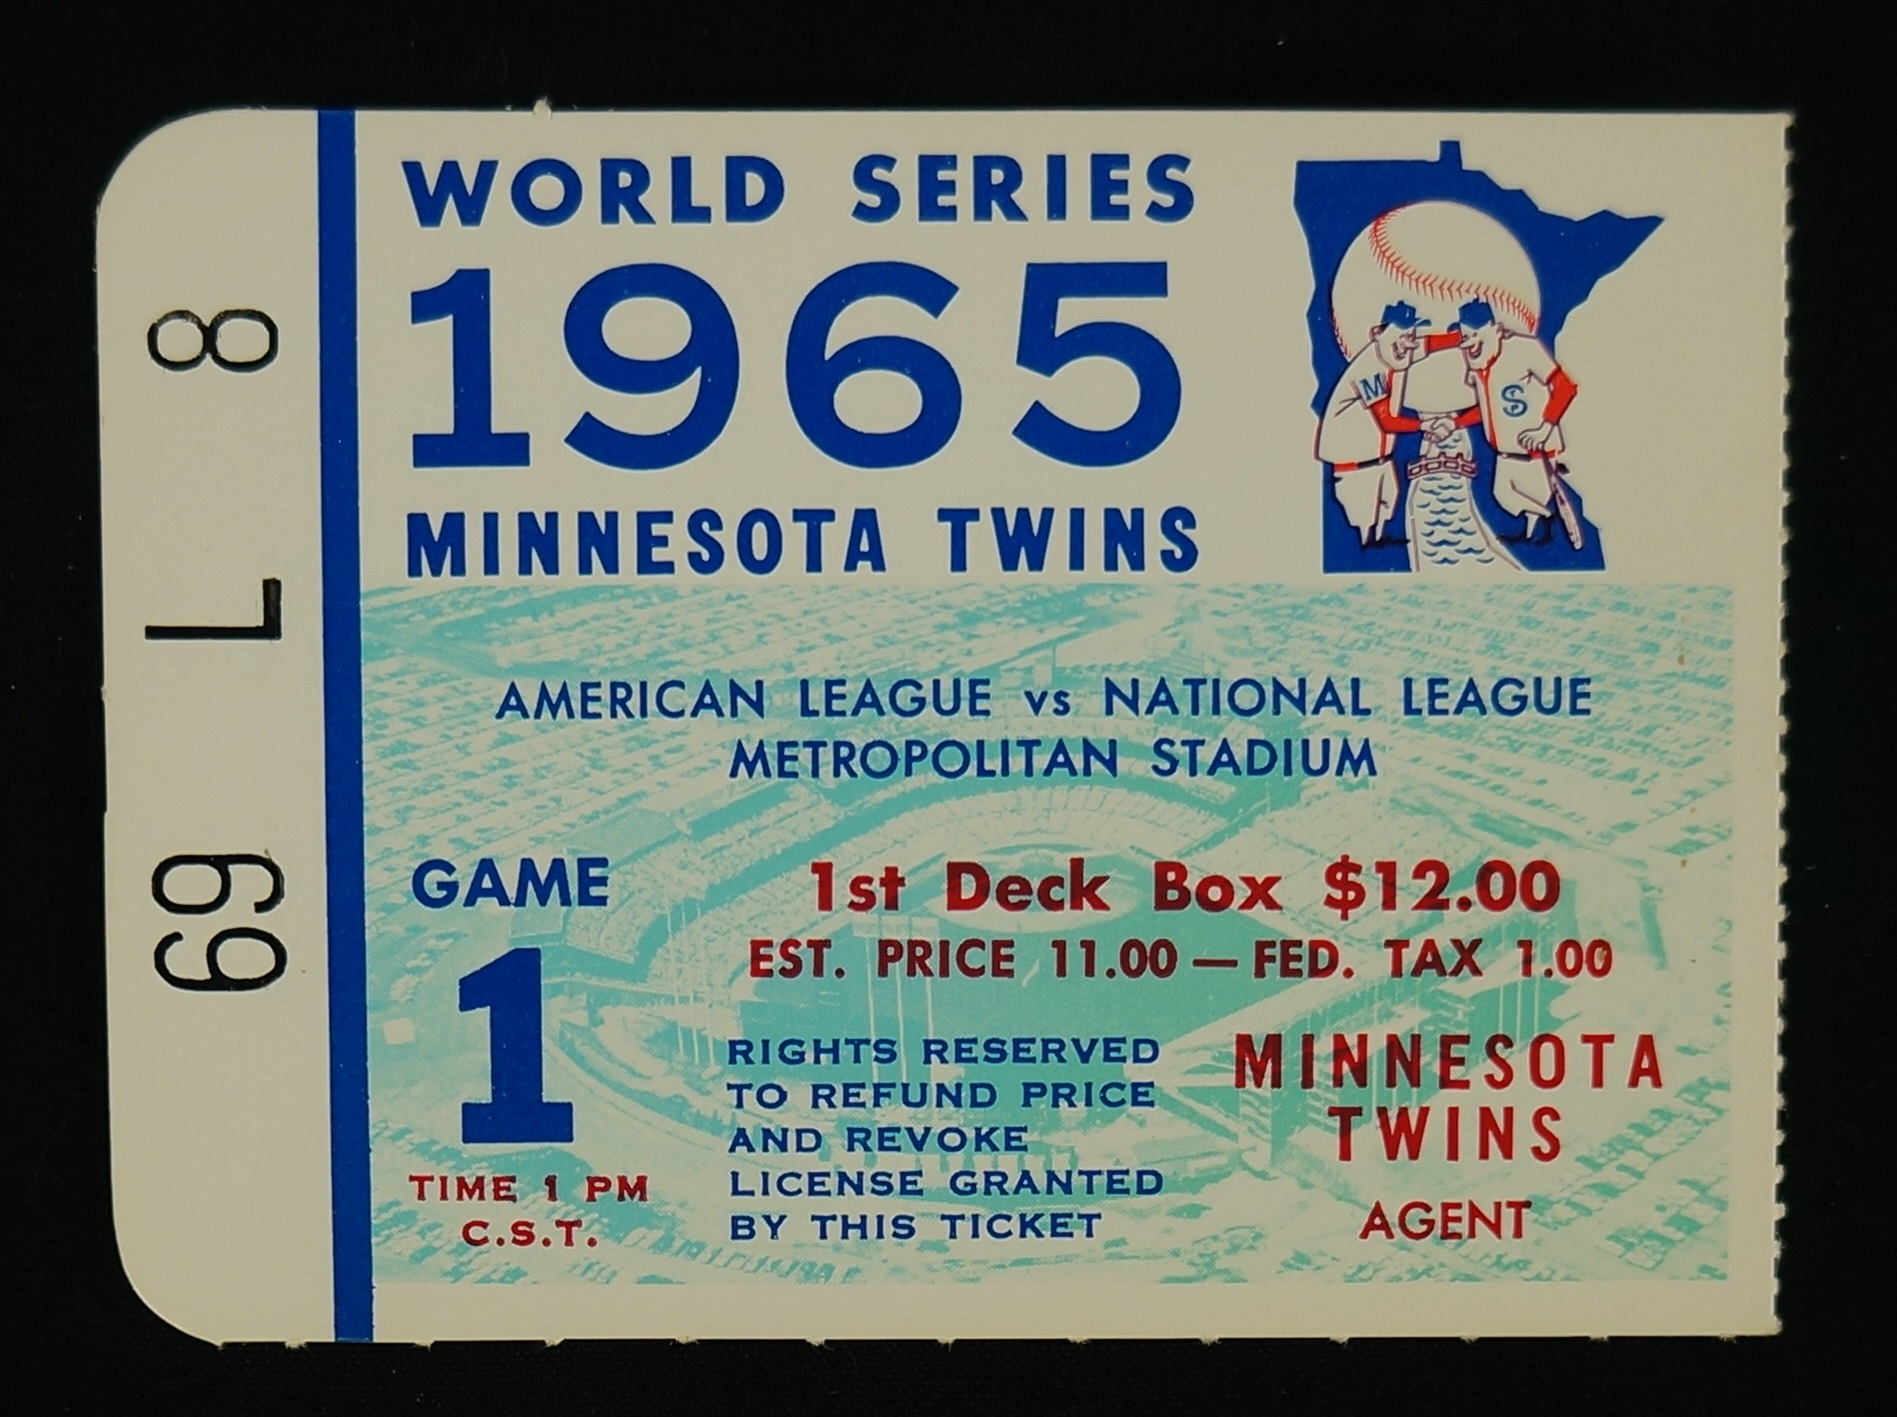 8
L
69
WORLD SERIES
1965
MINNESOTA TWINS
M
S
AMERICAN LEAGUE vs NATIONAL LEAGUE
METROPOLITAN STADIUM
GAME
1
TIME 1 PM
C.S.T.
1st Deck Box $12.00
EST. PRICE 11.00 — FED. TAX 1.00
RIGHTS RESERVED
TO REFUND PRICE
AND REVOKE
LICENSE GRANTED
BY THIS TICKET
MINNESOTA
TWINS
AGENT